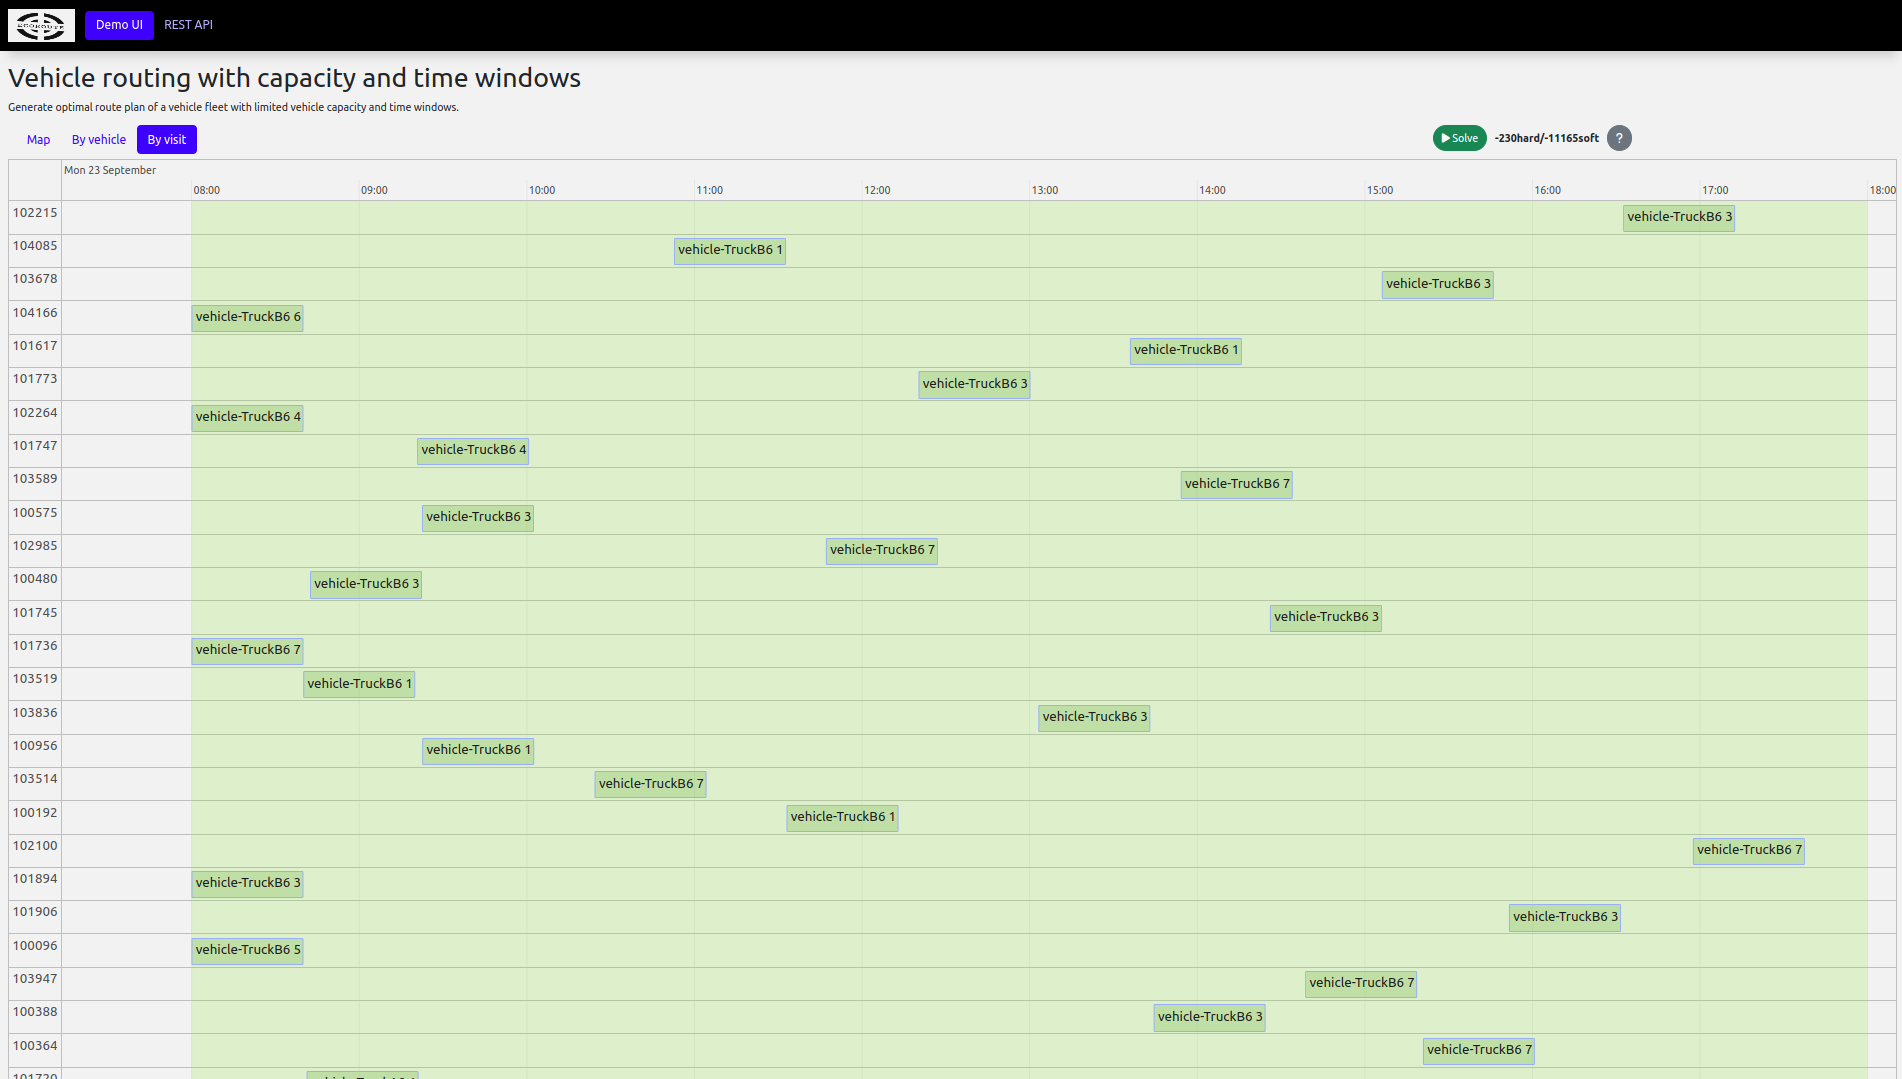 Demo UI REST API
Vehicle routing with capacity and time windows
Generate optimal route plan of a vehicle fleet with limited vehicle capacity and time windows.
Map By vehicle By visit Solve -230hard/-11165soft ?
Mon 23 September
08:00 09:00 10:00 11:00 12:00 13:00 14:00 15:00 16:00 17:00 18:00
102215 vehicle-TruckB6 3
104085 vehicle-TruckB6 1
103678 vehicle-TruckB6 3
104166 vehicle-TruckB6 6
101617 vehicle-TruckB6 1
101773 vehicle-TruckB6 3
102264 vehicle-TruckB6 4
101747 vehicle-TruckB6 4
103589 vehicle-TruckB6 7
100575 vehicle-TruckB6 3
102985 vehicle-TruckB6 7
100480 vehicle-TruckB6 3
101745 vehicle-TruckB6 3
101736 vehicle-TruckB6 7
103519 vehicle-TruckB6 1
103836 vehicle-TruckB6 3
100956 vehicle-TruckB6 1
103514 vehicle-TruckB6 7
100192 vehicle-TruckB6 1
102100 vehicle-TruckB6 7
101894 vehicle-TruckB6 3
101906 vehicle-TruckB6 3
100096 vehicle-TruckB6 5
103947 vehicle-TruckB6 7
100388 vehicle-TruckB6 3
100364 vehicle-TruckB6 7